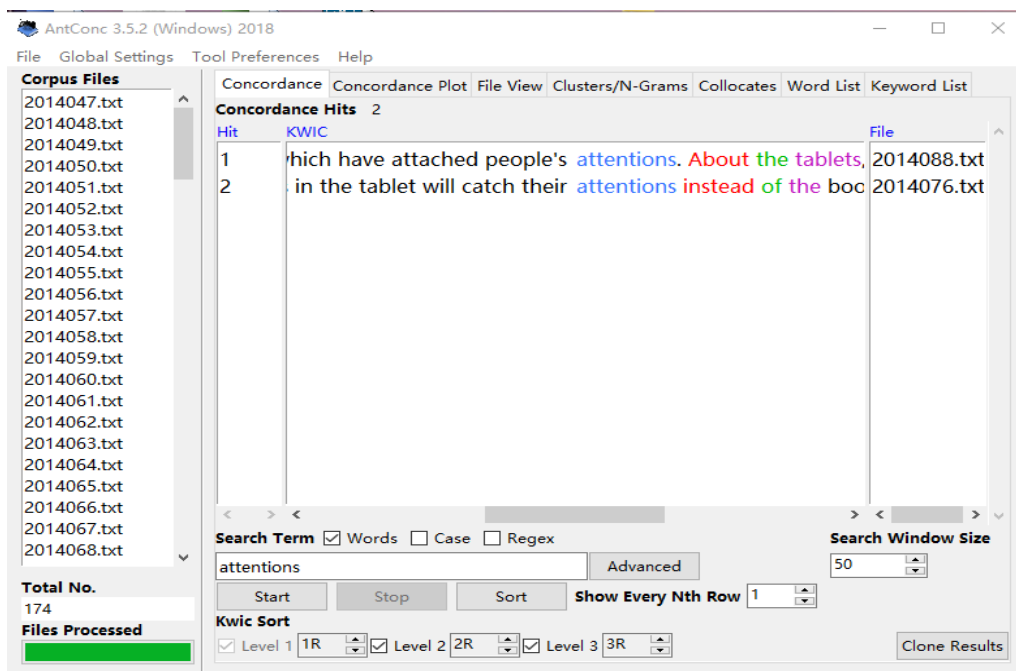 AntConc 3.5.2 (Windows) 2018
File Global Settings Tool Preferences Help
Corpus Files
2014047.txt
2014048.txt
2014049.txt
2014050.txt
2014051.txt
2014052.txt
2014053.txt
2014054.txt
2014055.txt
2014056.txt
2014057.txt
2014058.txt
2014059.txt
2014060.txt
2014061.txt
2014062.txt
2014063.txt
2014064.txt
2014065.txt
2014066.txt
2014067.txt
2014068.txt
Total No.
174
Files Processed
Concordance Concordance Plot File View Clusters/N-Grams Collocates Word List Keyword List
Concordance Hits 2
Hit KWIC File
1 which have attached people's attentions. About the tablets, 2014088.txt
2 in the tablet will catch their attentions instead of the boo 2014076.txt
Search Term Words Case Regex Search Window Size
attentions Advanced 50
Start Stop Sort Show Every Nth Row 1
Kwic Sort
Level 1 1R Level 2 2R Level 3 3R Clone Results